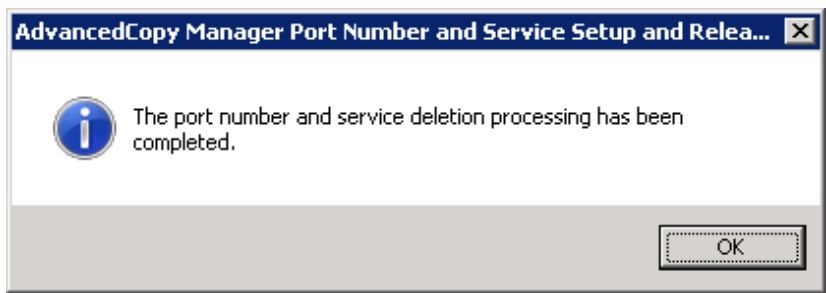 AdvancedCopy Manager Port Number and Service Setup and Relea...
The port number and service deletion processing has been
completed.
OK